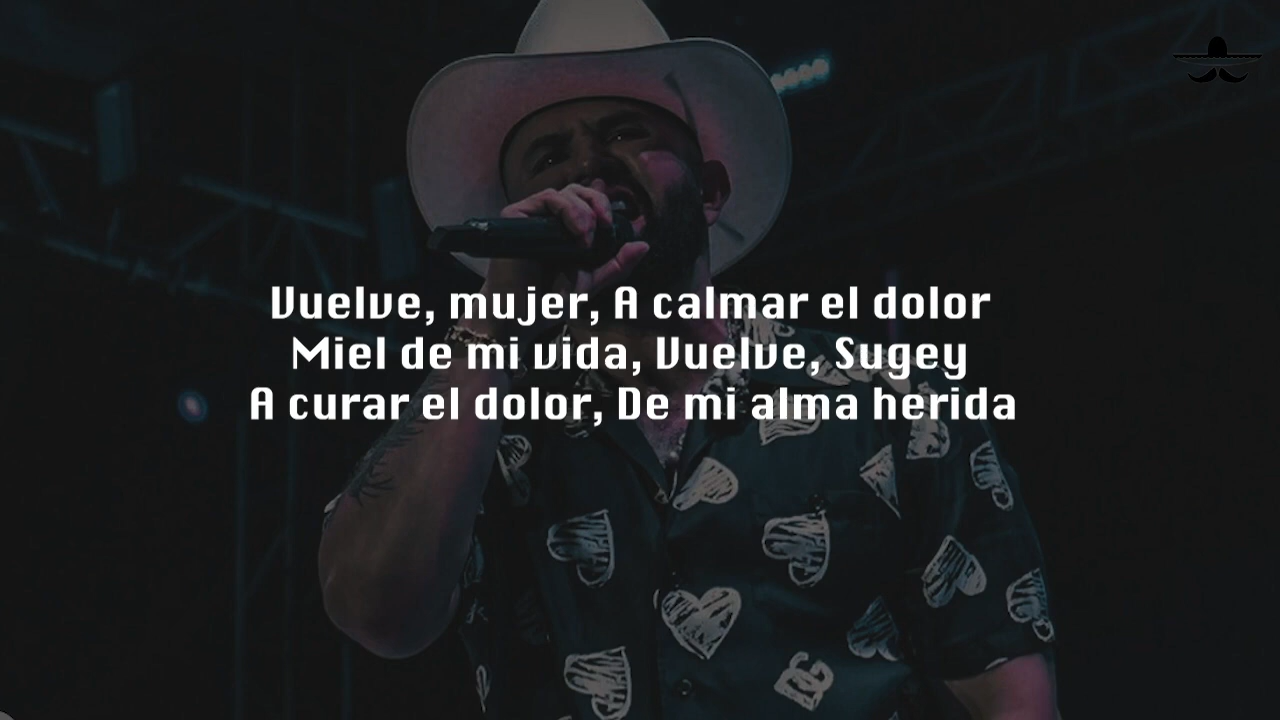 Vuelve, mujer, A calmar el dolor
Miel de mi vida, Vuelve, Sugey
A curar el dolor, De mi alma herida